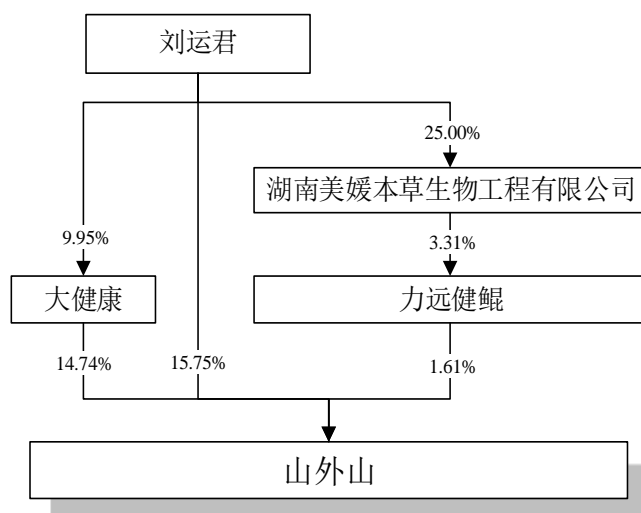 刘运君
25.00%
湖南美媛本草生物工程有限公司
9.95%
3.31%
大健康
力远健鲲
14.74%
15.75%
1.61%
山外山